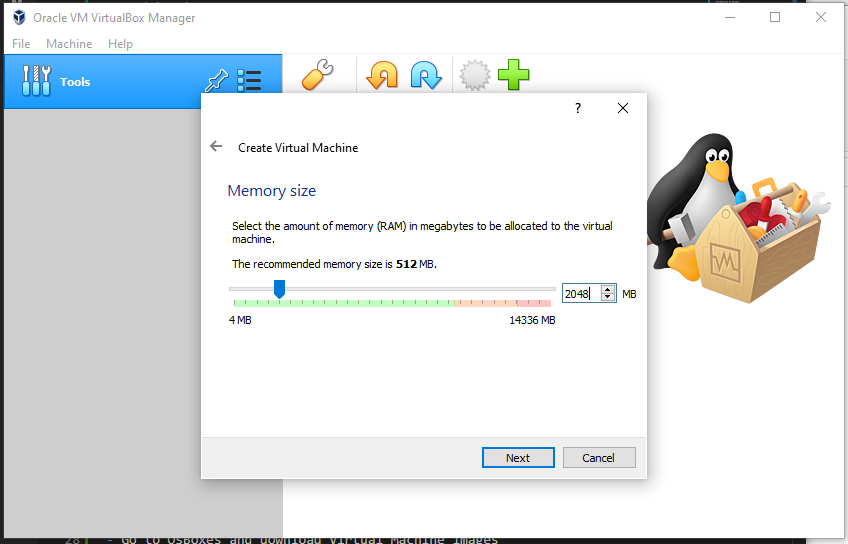 Oracle VM VirtualBox Manager
File Machine Help
Tools
?
Create Virtual Machine
Memory size
Select the amount of memory (RAM) in megabytes to be allocated to the virtual
machine.
The recommended memory size is 512 MB.
2048 MB
4 MB 14336 MB
Next Cancel
28 - Go to OsBoxes and download Virtual Machine Images